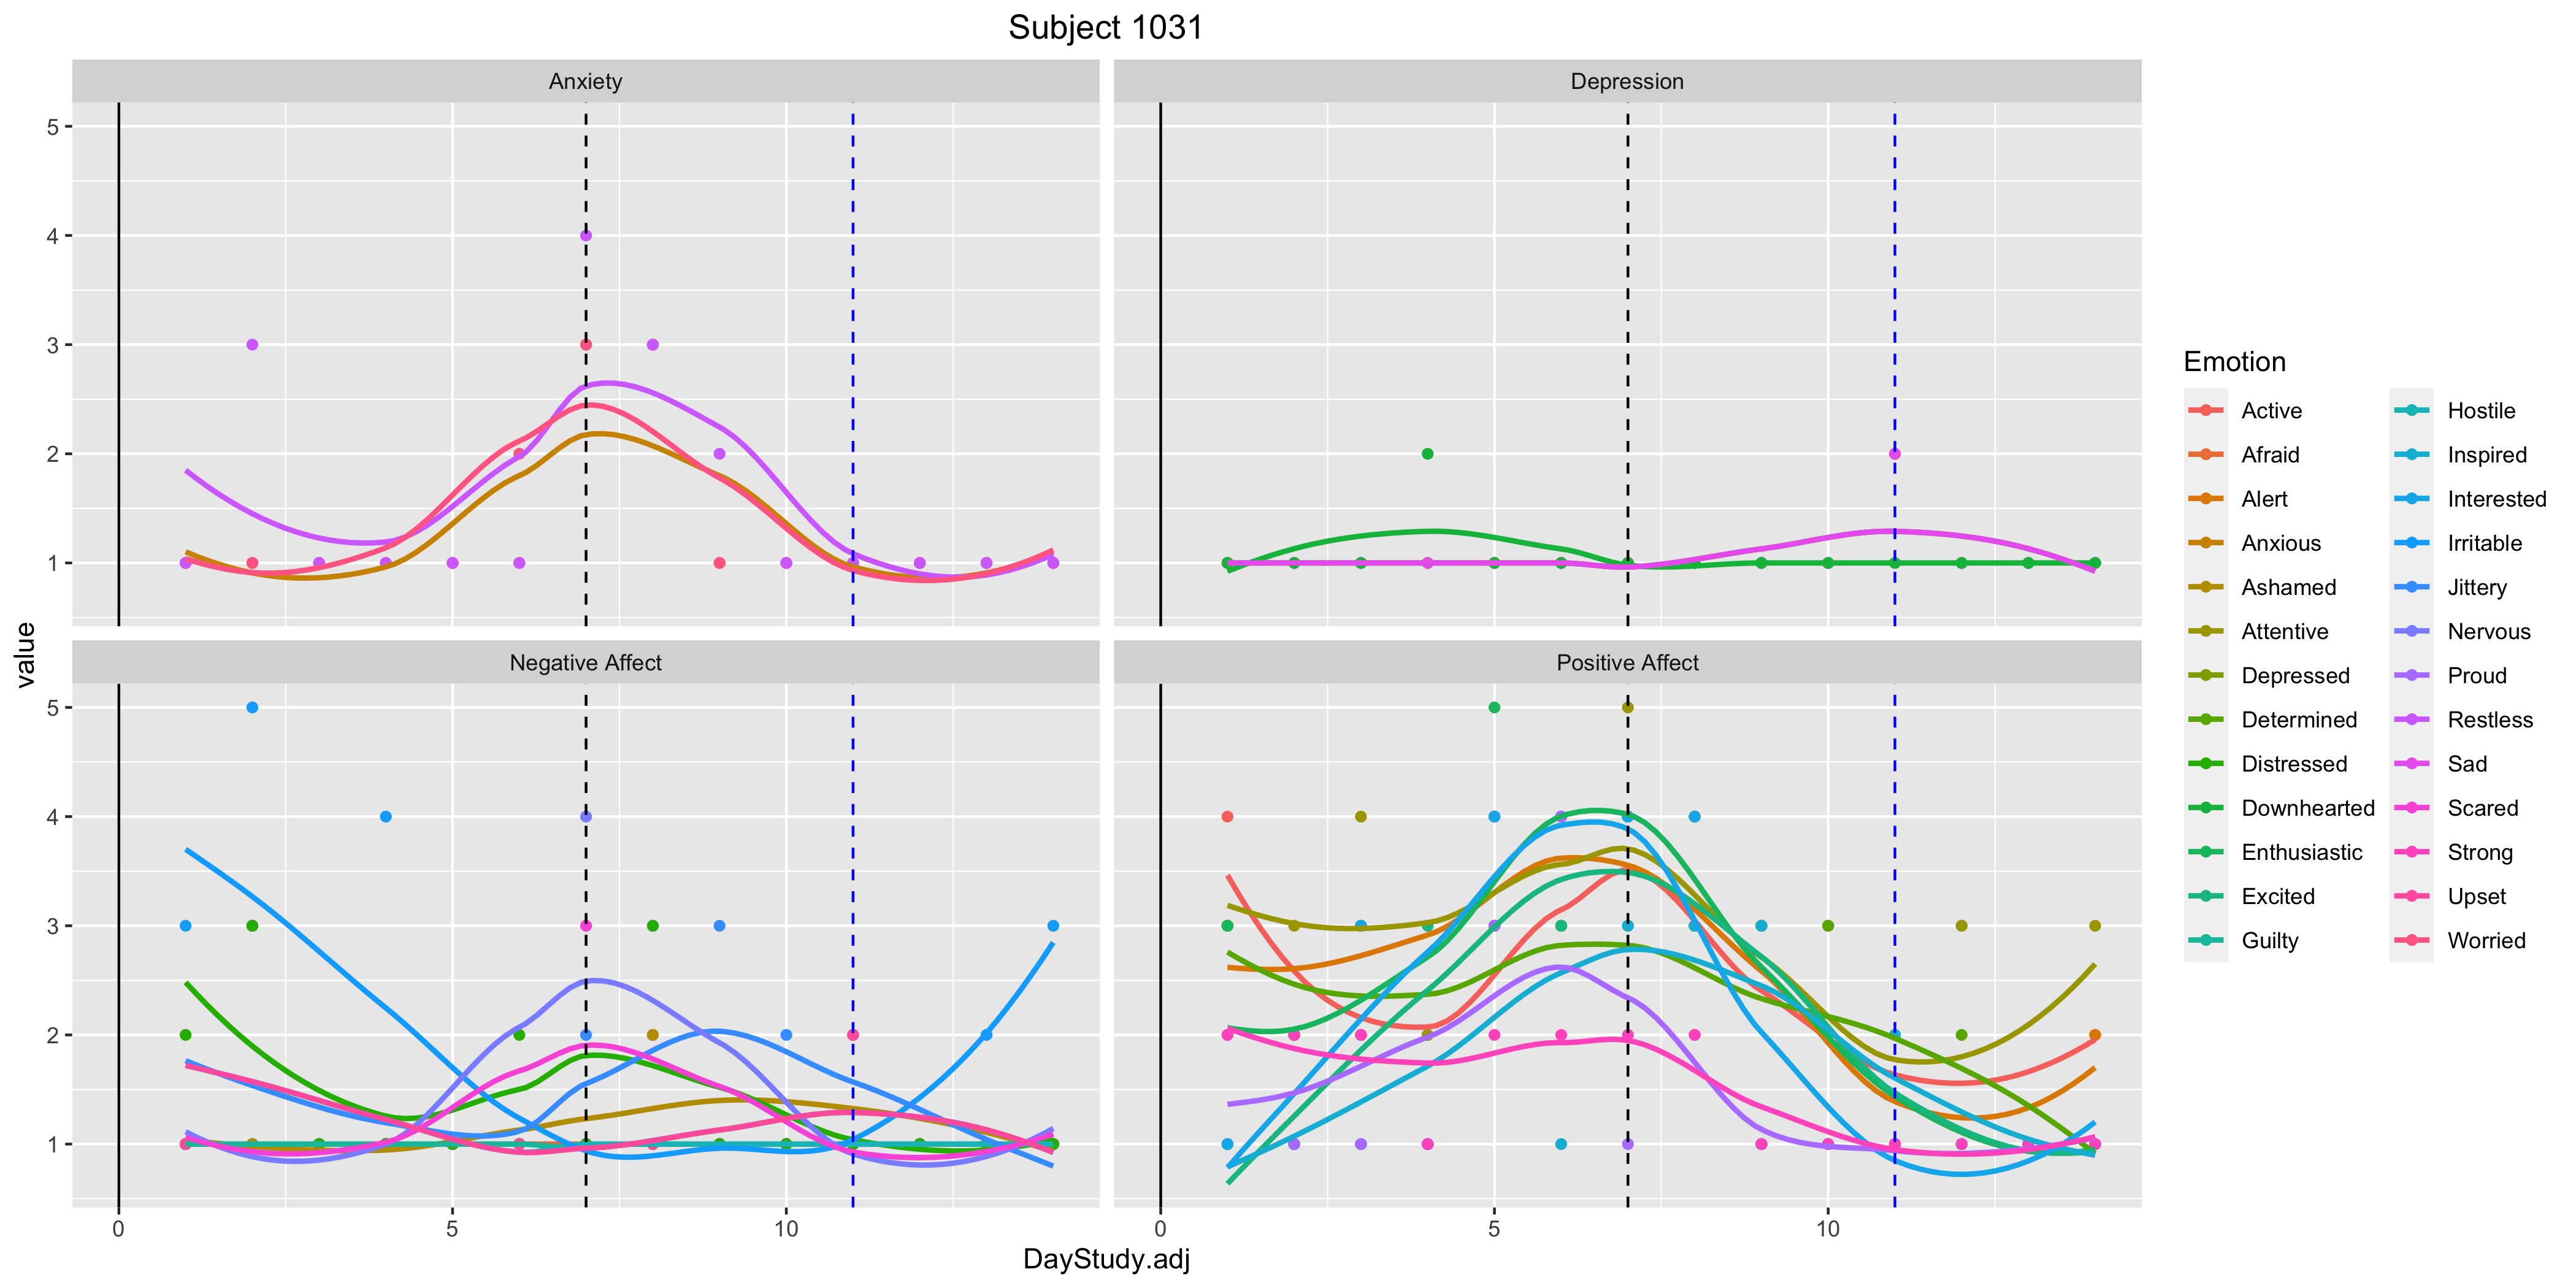 Subject 1031
Anxiety
Depression
5
4
3
2
1
value
Negative Affect
Positive Affect
5
4
3
2
1
0
5
10
0
5
10
DayStudy.adj
Emotion
Active
Afraid
Alert
Anxious
Ashamed
Attentive
Depressed
Determined
Distressed
Downhearted
Enthusiastic
Excited
Guilty
Hostile
Inspired
Interested
Irritable
Jittery
Nervous
Proud
Restless
Sad
Scared
Strong
Upset
Worried